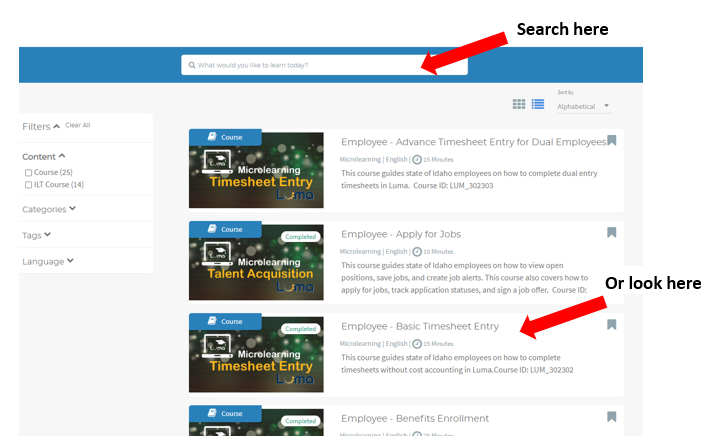 Search here
What would you like to learn today?
Sort by
Alphabetical
Filters
Clear All
Content
Course (25)
ILT Course (14)
Categories
Tags
Language
Course
Luma
Microlearning
Timesheet Entry
Luma
Employee - Advance Timesheet Entry for Dual Employees
Microlearning | English | 15 Minutes
This course guides state of Idaho employees on how to complete dual entry
timesheets in Luma. Course ID: LUM_302303
Course
Completed
Luma
Microlearning
Talent Acquisition
Luma
Employee - Apply for Jobs
Microlearning | English | 10 Minutes
This course guides state of Idaho employees on how to view open
positions, save jobs, and create job alerts. This course also covers how to
apply for jobs, track application statuses, and sign a job offer. Course ID:
Or look here
Course
Completed
Luma
Microlearning
Timesheet Entry
Luma
Employee - Basic Timesheet Entry
Microlearning | English | 15 Minutes
This course guides state of Idaho employees on how to complete
timesheets without cost accounting in Luma.Course ID: LUM_302302
Course
Completed
Employee - Benefits Enrollment
Microlearning | English | Minutes